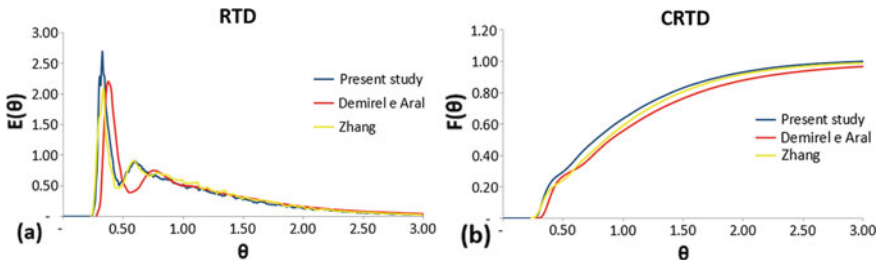 RTD
E(θ)
3.00
2.50
2.00
1.50
1.00
0.50
-
Present study
Demirel e Aral
Zhang
- 0.50 1.00 1.50 2.00 2.50 3.00
(a)
θ
CRTD
F(θ)
1.20
1.00
0.80
0.60
0.40
0.20
-
Present study
Demirel e Aral
Zhang
- 0.50 1.00 1.50 2.00 2.50 3.00
(b)
θ